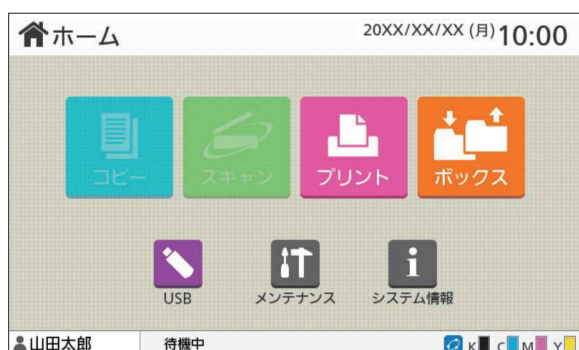 ホーム
20XX/XX/XX (月) 10:00
コピー
スキャン
プリント
ボックス
USB
メンテナンス
システム情報
山田太郎
待機中
K C M Y